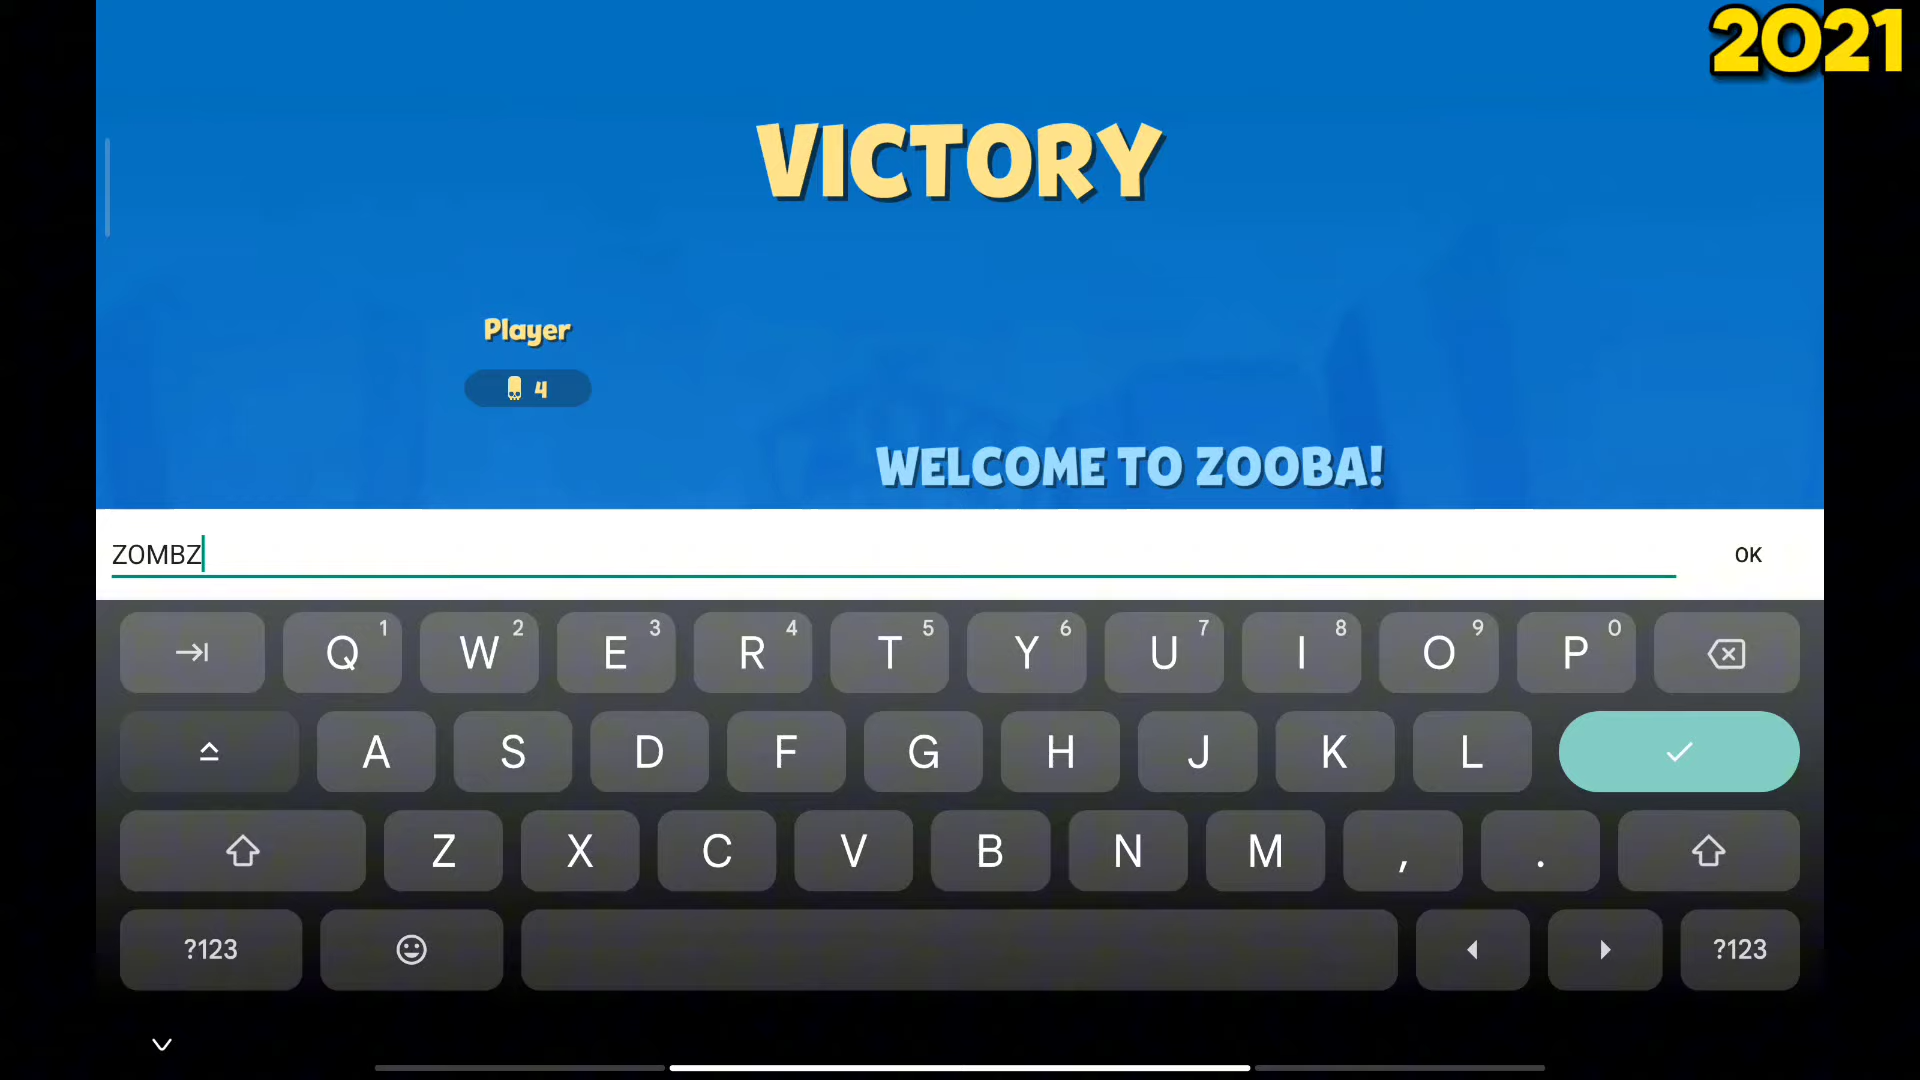 2021
VICTORY
Player
4
WELCOME TO ZOOBA!
ZOMBZ
OK
Q 1 W 2 E 3 R 4 T 5 Y 6 U 7 I 8 O 9 P 0
A S D F G H J K L
Z X C V B N M , .
?123 ?123